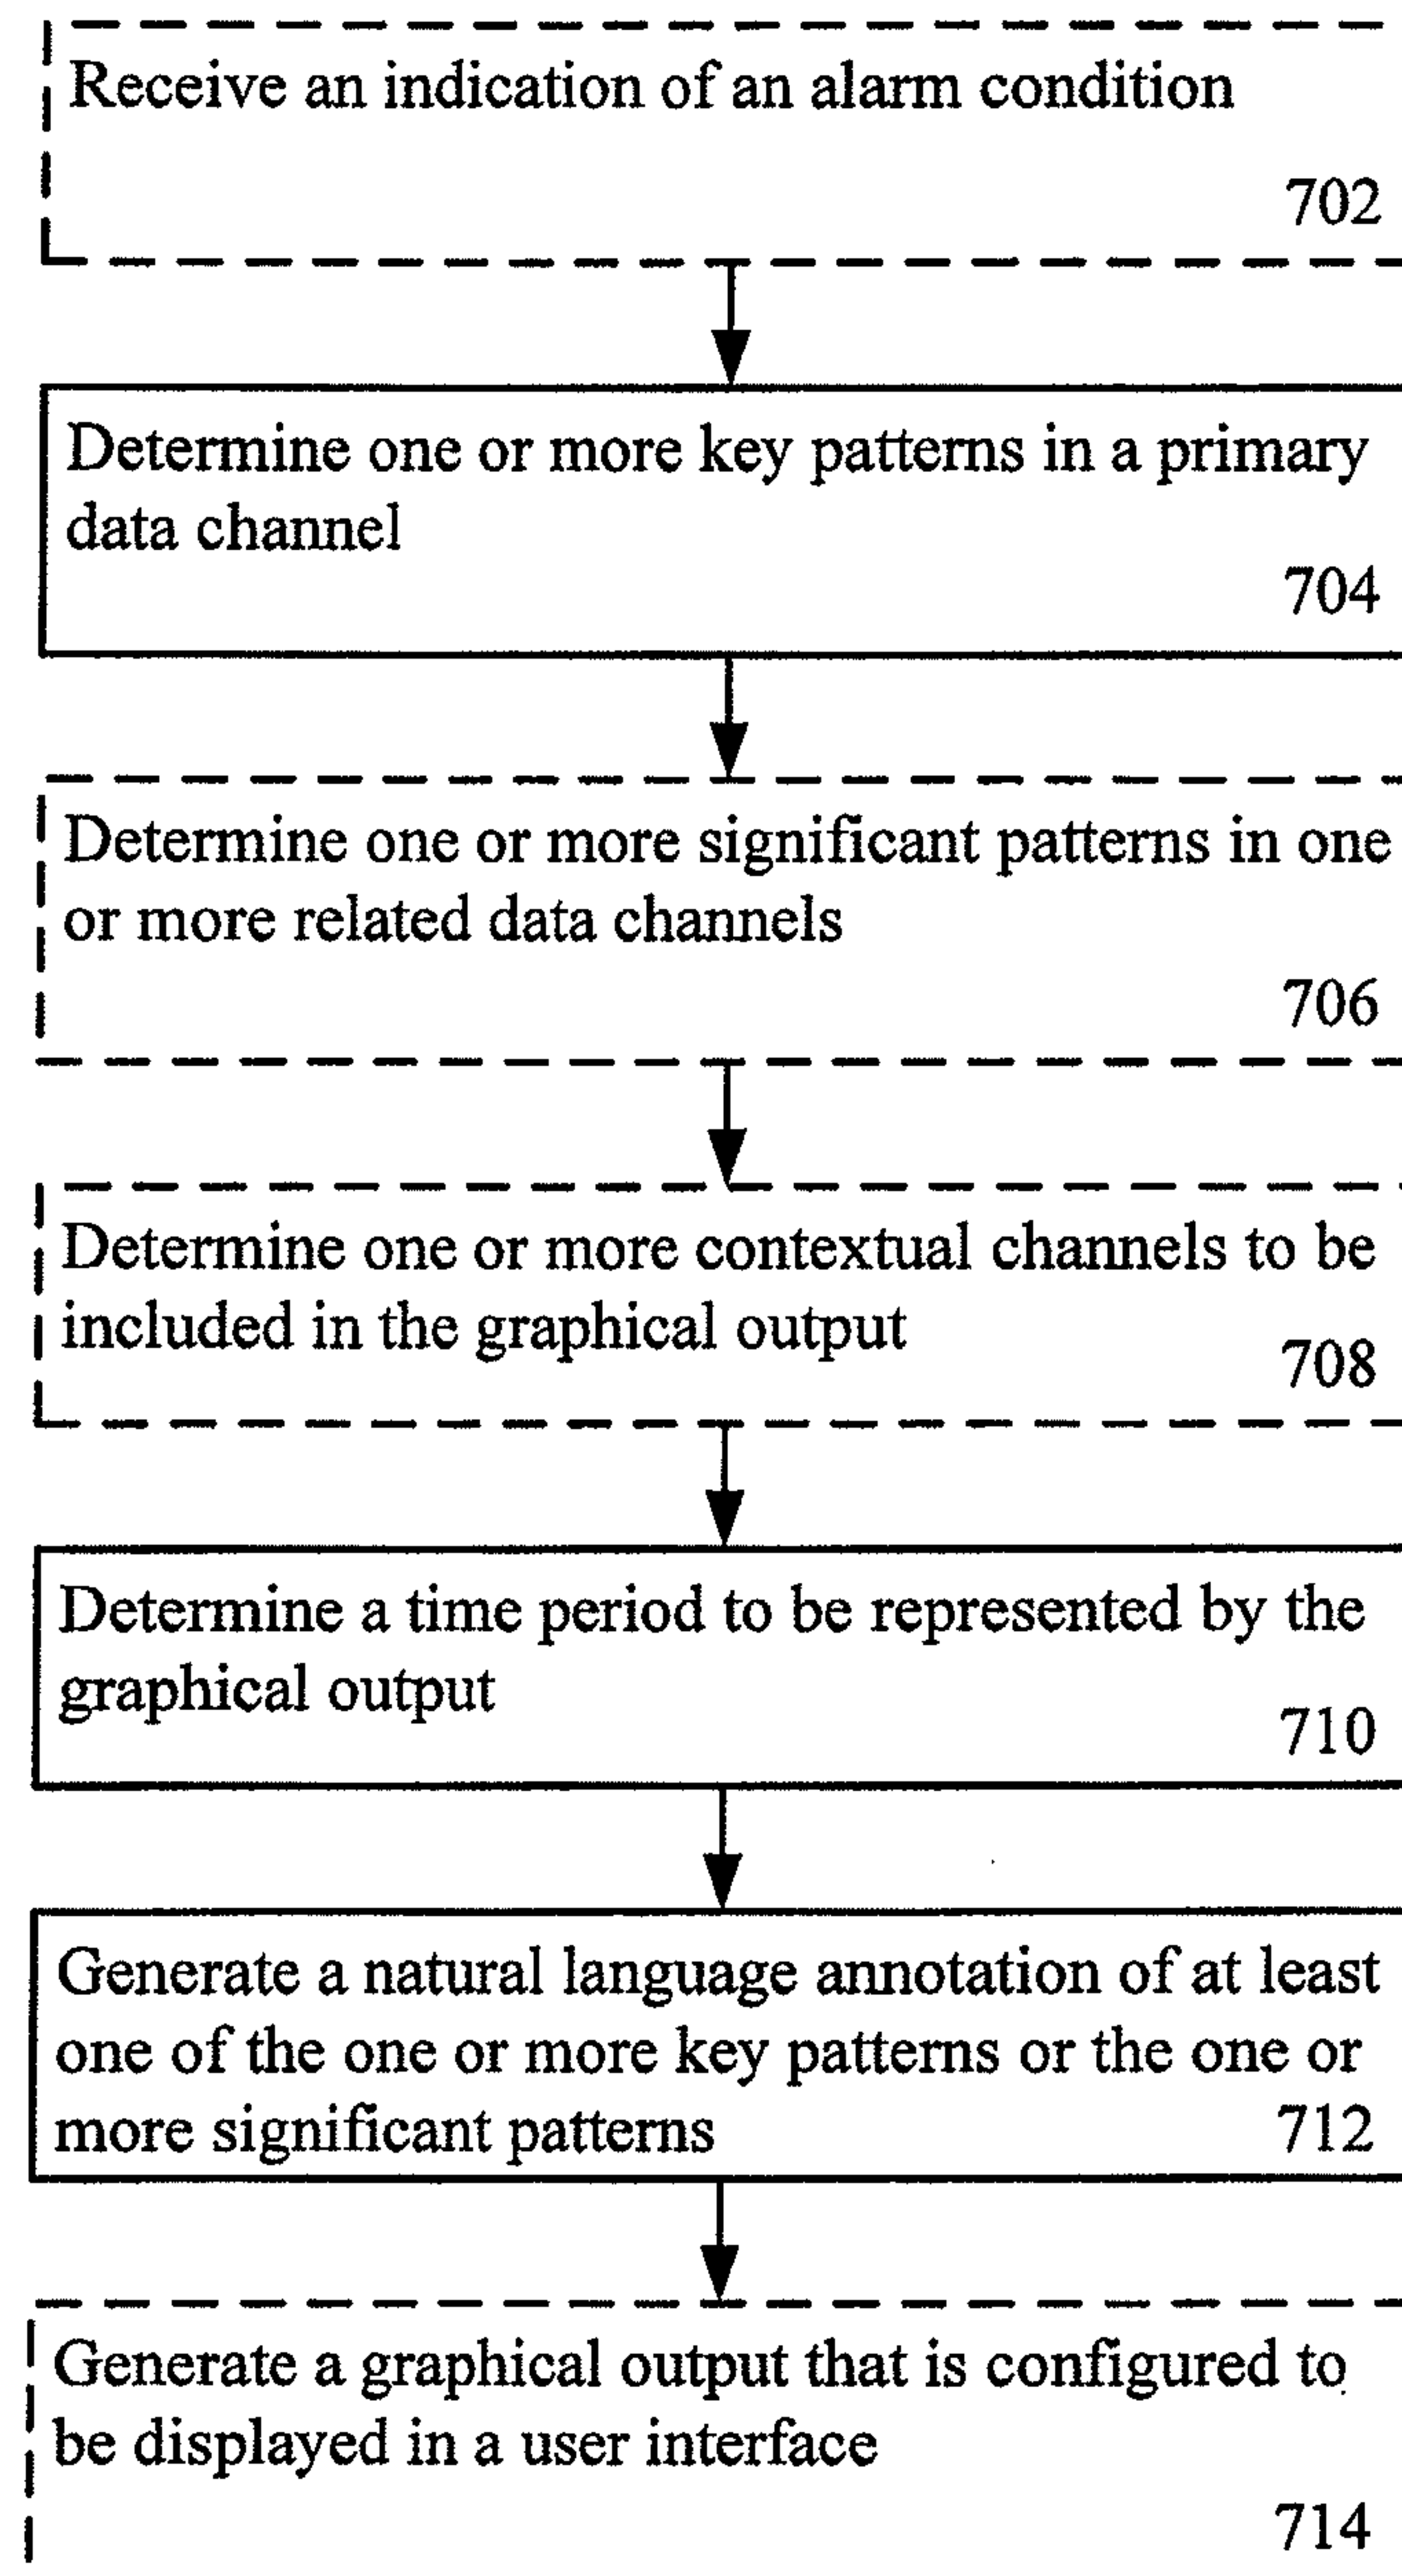 Receive an indication of an alarm condition
702
Determine one or more key patterns in a primary
data channel
704
Determine one or more significant patterns in one
or more related data channels
706
Determine one or more contextual channels to be
included in the graphical output
708
Determine a time period to be represented by the
graphical output
710
Generate a natural language annotation of at least
one of the one or more key patterns or the one or
more significant patterns
712
Generate a graphical output that is configured to
be displayed in a user interface
714